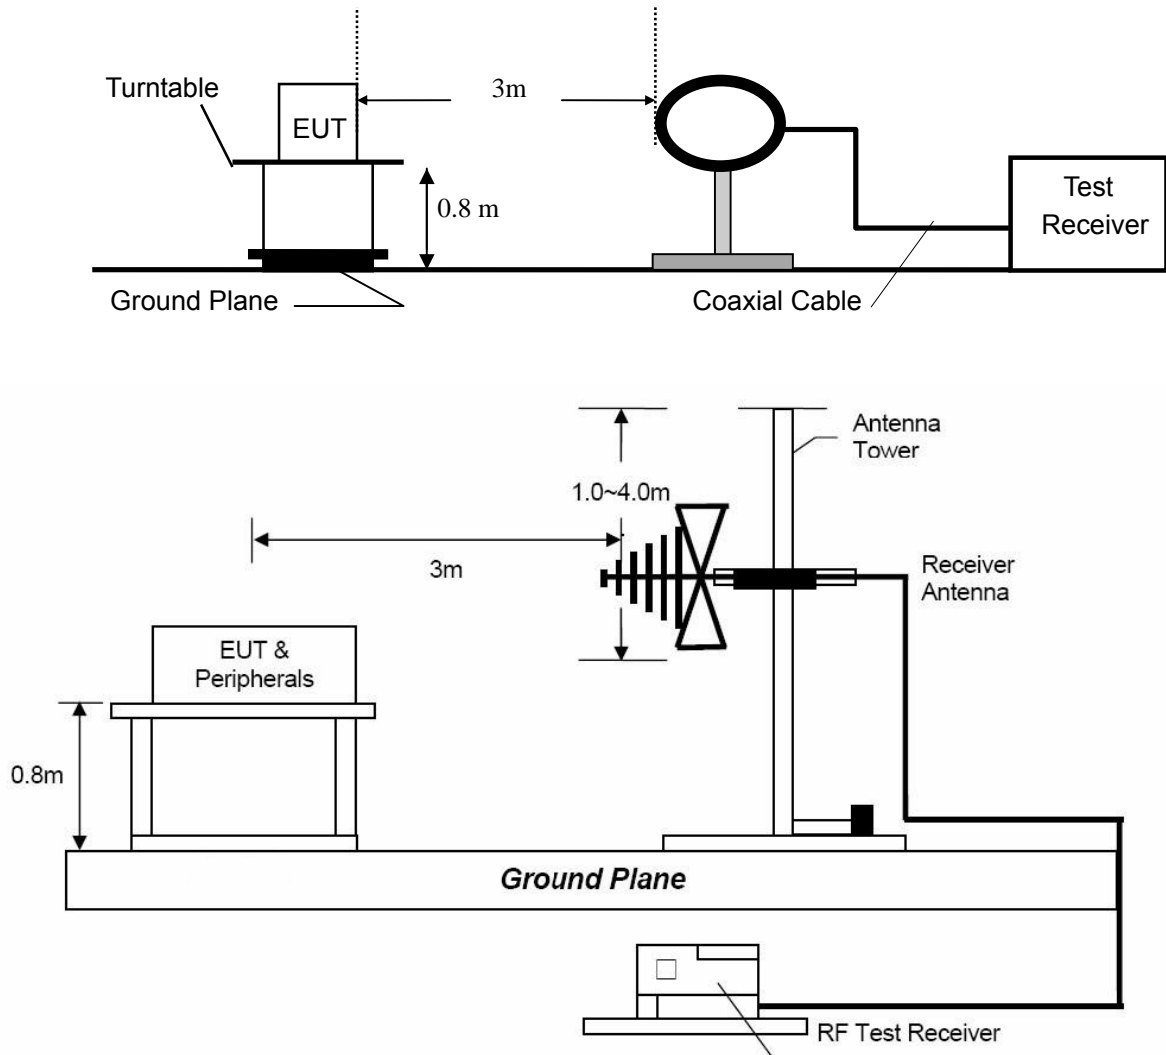 Turntable
EUT
3m
0.8 m
Test
Receiver
Ground Plane
Coaxial Cable
Antenna
Tower
1.0~4.0m
3m
Receiver
Antenna
EUT &
Peripherals
0.8m
Ground Plane
RF Test Receiver